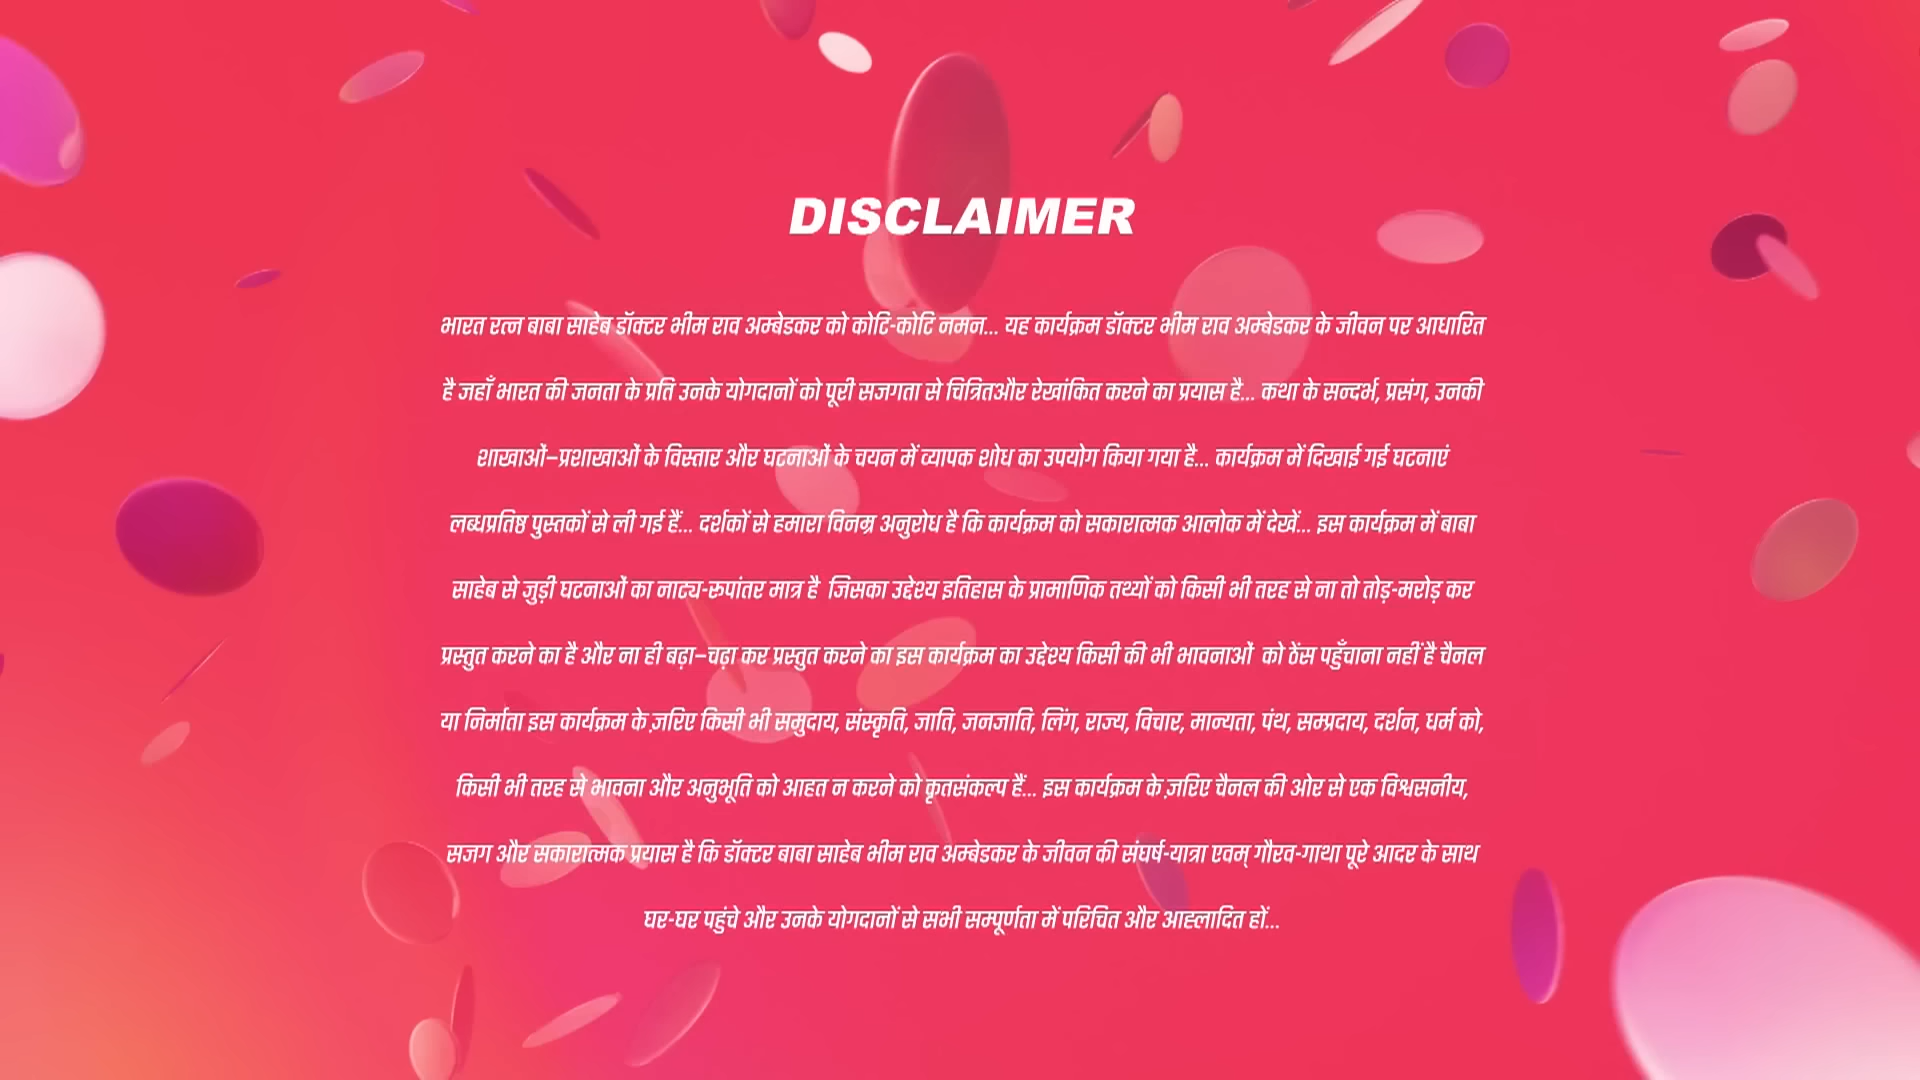 DISCLAIMER
भारत रत्न बाबा साहेब डॉक्टर भीम राव अम्बेडकर को कोटि-कोटि नमन... यह कार्यक्रम डॉक्टर भीम राव अम्बेडकर के जीवन पर आधारित
है जहाँ भारत की जनता के प्रति उनके योगदानों को पूरी सजगता से चित्रितऔर रेखांकित करने का प्रयास है... कथा के सन्दर्भ, प्रसंग, उनकी
शाखाओं–प्रशाखाओं के विस्तार और घटनाओं के चयन में व्यापक शोध का उपयोग किया गया है... कार्यक्रम में दिखाई गई घटनाएं
लब्धप्रतिष्ठ पुस्तकों से ली गई हैं... दर्शकों से हमारा विनम्र अनुरोध है कि कार्यक्रम को सकारात्मक आलोक में देखें... इस कार्यक्रम में बाबा
साहेब से जुड़ी घटनाओं का नाट्य-रूपांतर मात्र है जिसका उद्देश्य इतिहास के प्रामाणिक तथ्यों को किसी भी तरह से ना तो तोड़-मरोड़ कर
प्रस्तुत करने का है और ना ही बढ़ा–चढ़ा कर प्रस्तुत करने का इस कार्यक्रम का उद्देश्य किसी की भी भावनाओं को ठेंस पहुँचाना नहीं है चैनल
या निर्माता इस कार्यक्रम के ज़रिए किसी भी समुदाय, संस्कृति, जाति, जनजाति, लिंग, राज्य, विचार, मान्यता, पंथ, सम्प्रदाय, दर्शन, धर्म को,
किसी भी तरह से भावना और अनुभूति को आहत न करने को कृतसंकल्प हैं... इस कार्यक्रम के ज़रिए चैनल की ओर से एक विश्वसनीय,
सजग और सकारात्मक प्रयास है कि डॉक्टर बाबा साहेब भीम राव अम्बेडकर के जीवन की संघर्ष-यात्रा एवम् गौरव-गाथा पूरे आदर के साथ
घर-घर पहुंचे और उनके योगदानों से सभी सम्पूर्णता में परिचित और आह्लादित हों...